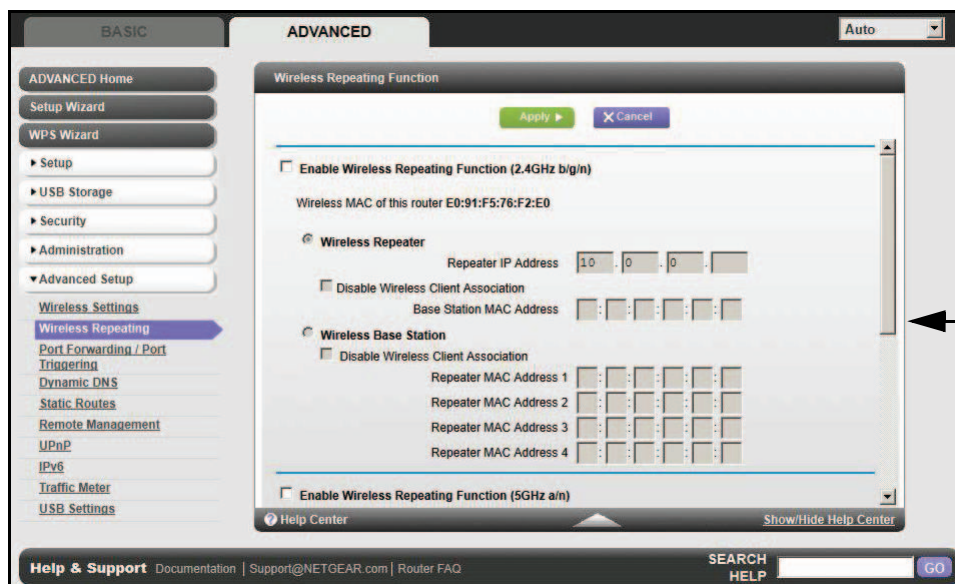 BASIC
ADVANCED
Auto
ADVANCED Home
Setup Wizard
WPS Wizard
Setup
USB Storage
Security
Administration
Advanced Setup
Wireless Settings
Wireless Repeating
Port Forwarding / Port
Triggering
Dynamic DNS
Static Routes
Remote Management
UPnP
IPv6
Traffic Meter
USB Settings
Wireless Repeating Function
Apply
X Cancel
Enable Wireless Repeating Function (2.4GHz b/g/n)
Wireless MAC of this router E0:91:F5:76:F2:E0
Wireless Repeater
Repeater IP Address 10 . 0 . 0 .
Disable Wireless Client Association
Base Station MAC Address : : : : :
Wireless Base Station
Disable Wireless Client Association
Repeater MAC Address 1 : : : : :
Repeater MAC Address 2 : : : : :
Repeater MAC Address 3 : : : : :
Repeater MAC Address 4 : : : : :
Enable Wireless Repeating Function (5GHz a/n)
? Help Center
Show/Hide Help Center
Help & Support Documentation | Support@NETGEAR.com | Router FAQ
SEARCH
HELP
GO